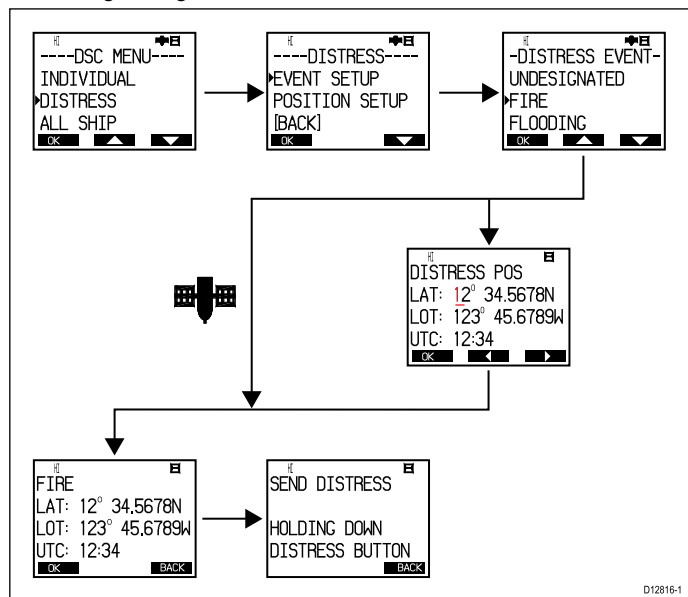 HI
----DSC MENU----
INDIVIDUAL
DISTRESS
ALL SHIP
OK
HI
----DISTRESS----
EVENT SETUP
POSITION SETUP
[BACK]
OK
HI
-DISTRESS EVENT-
UNDESIGNATED
FIRE
FLOODING
OK
HI
DISTRESS POS
LAT: 12° 34.5678N
LOT: 123° 45.6789W
UTC: 12:34
OK
HI
FIRE
LAT: 12° 34.5678N
LOT: 123° 45.6789W
UTC: 12:34
OK BACK
HI
SEND DISTRESS
HOLDING DOWN
DISTRESS BUTTON
BACK
D12816-1